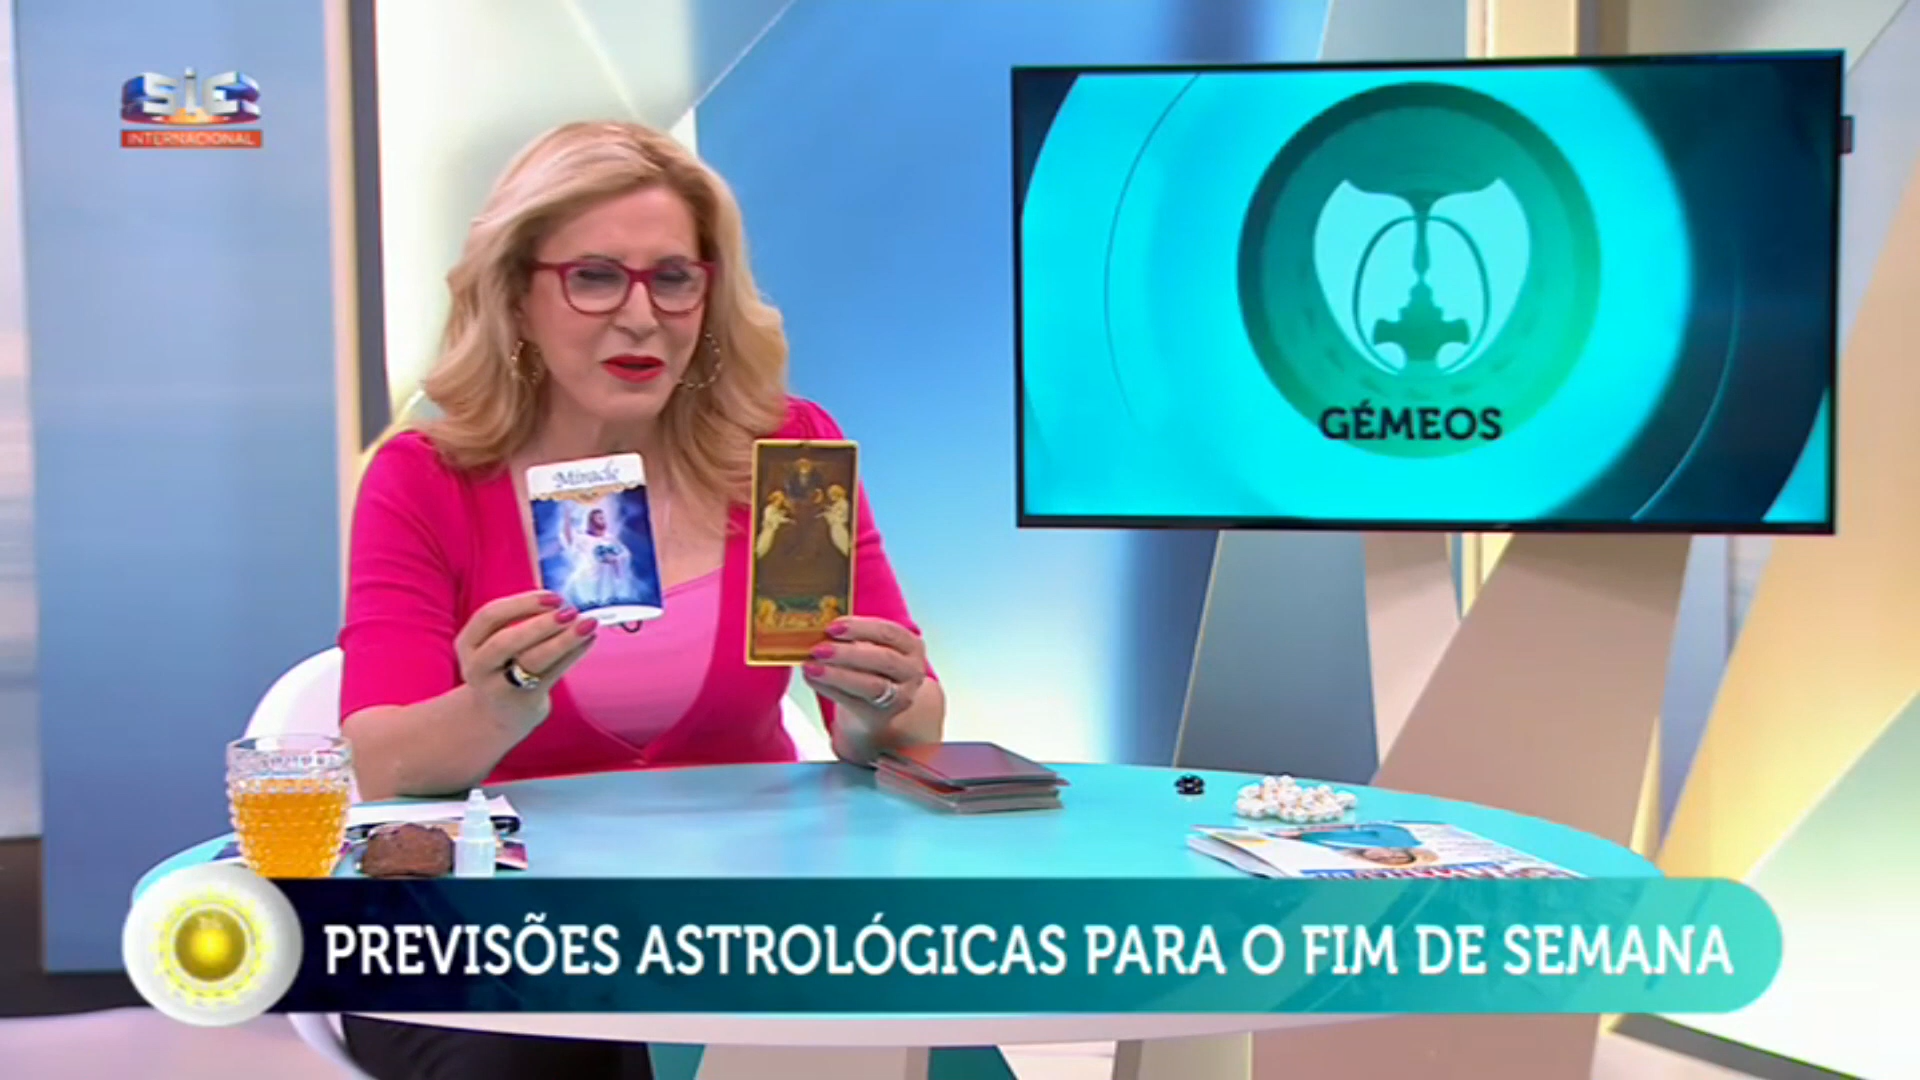 SIC
INTERNACIONAL
GÉMEOS
Miracle
PREVISÕES ASTROLÓGICAS PARA O FIM DE SEMANA